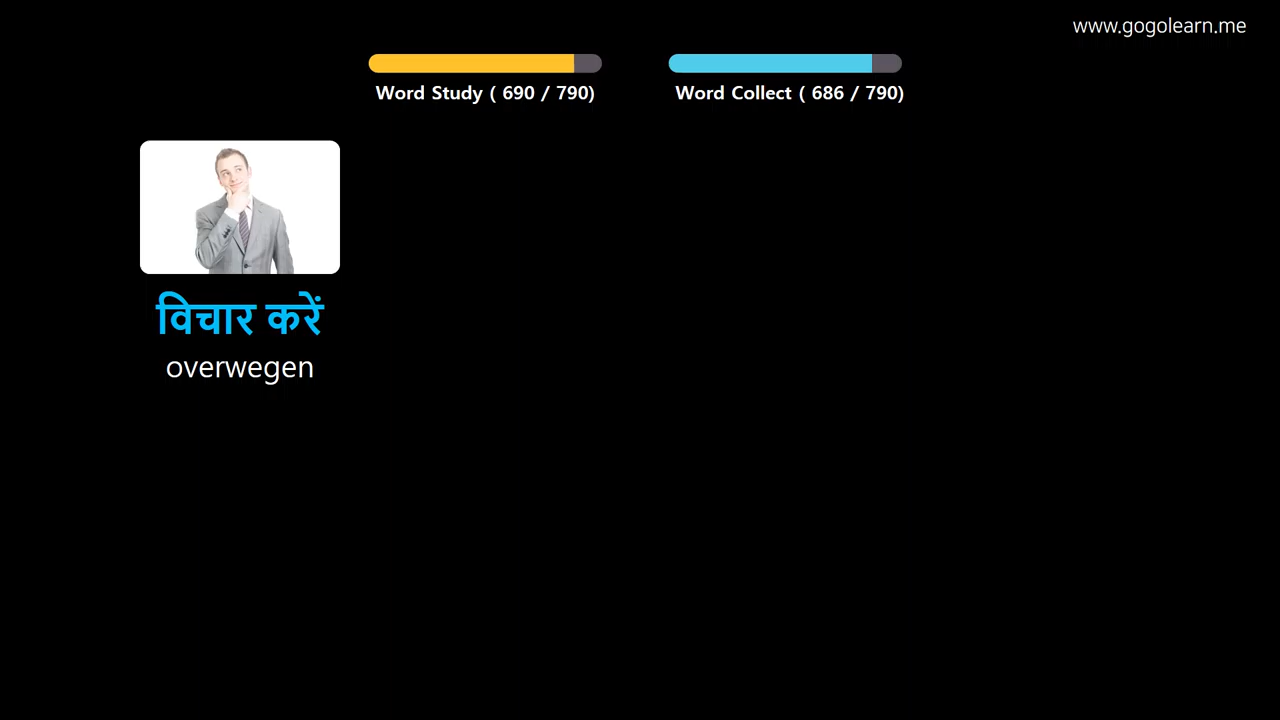 www.gogolearn.me
Word Study ( 690 / 790)
Word Collect ( 686 / 790)
विचार करें
overwegen